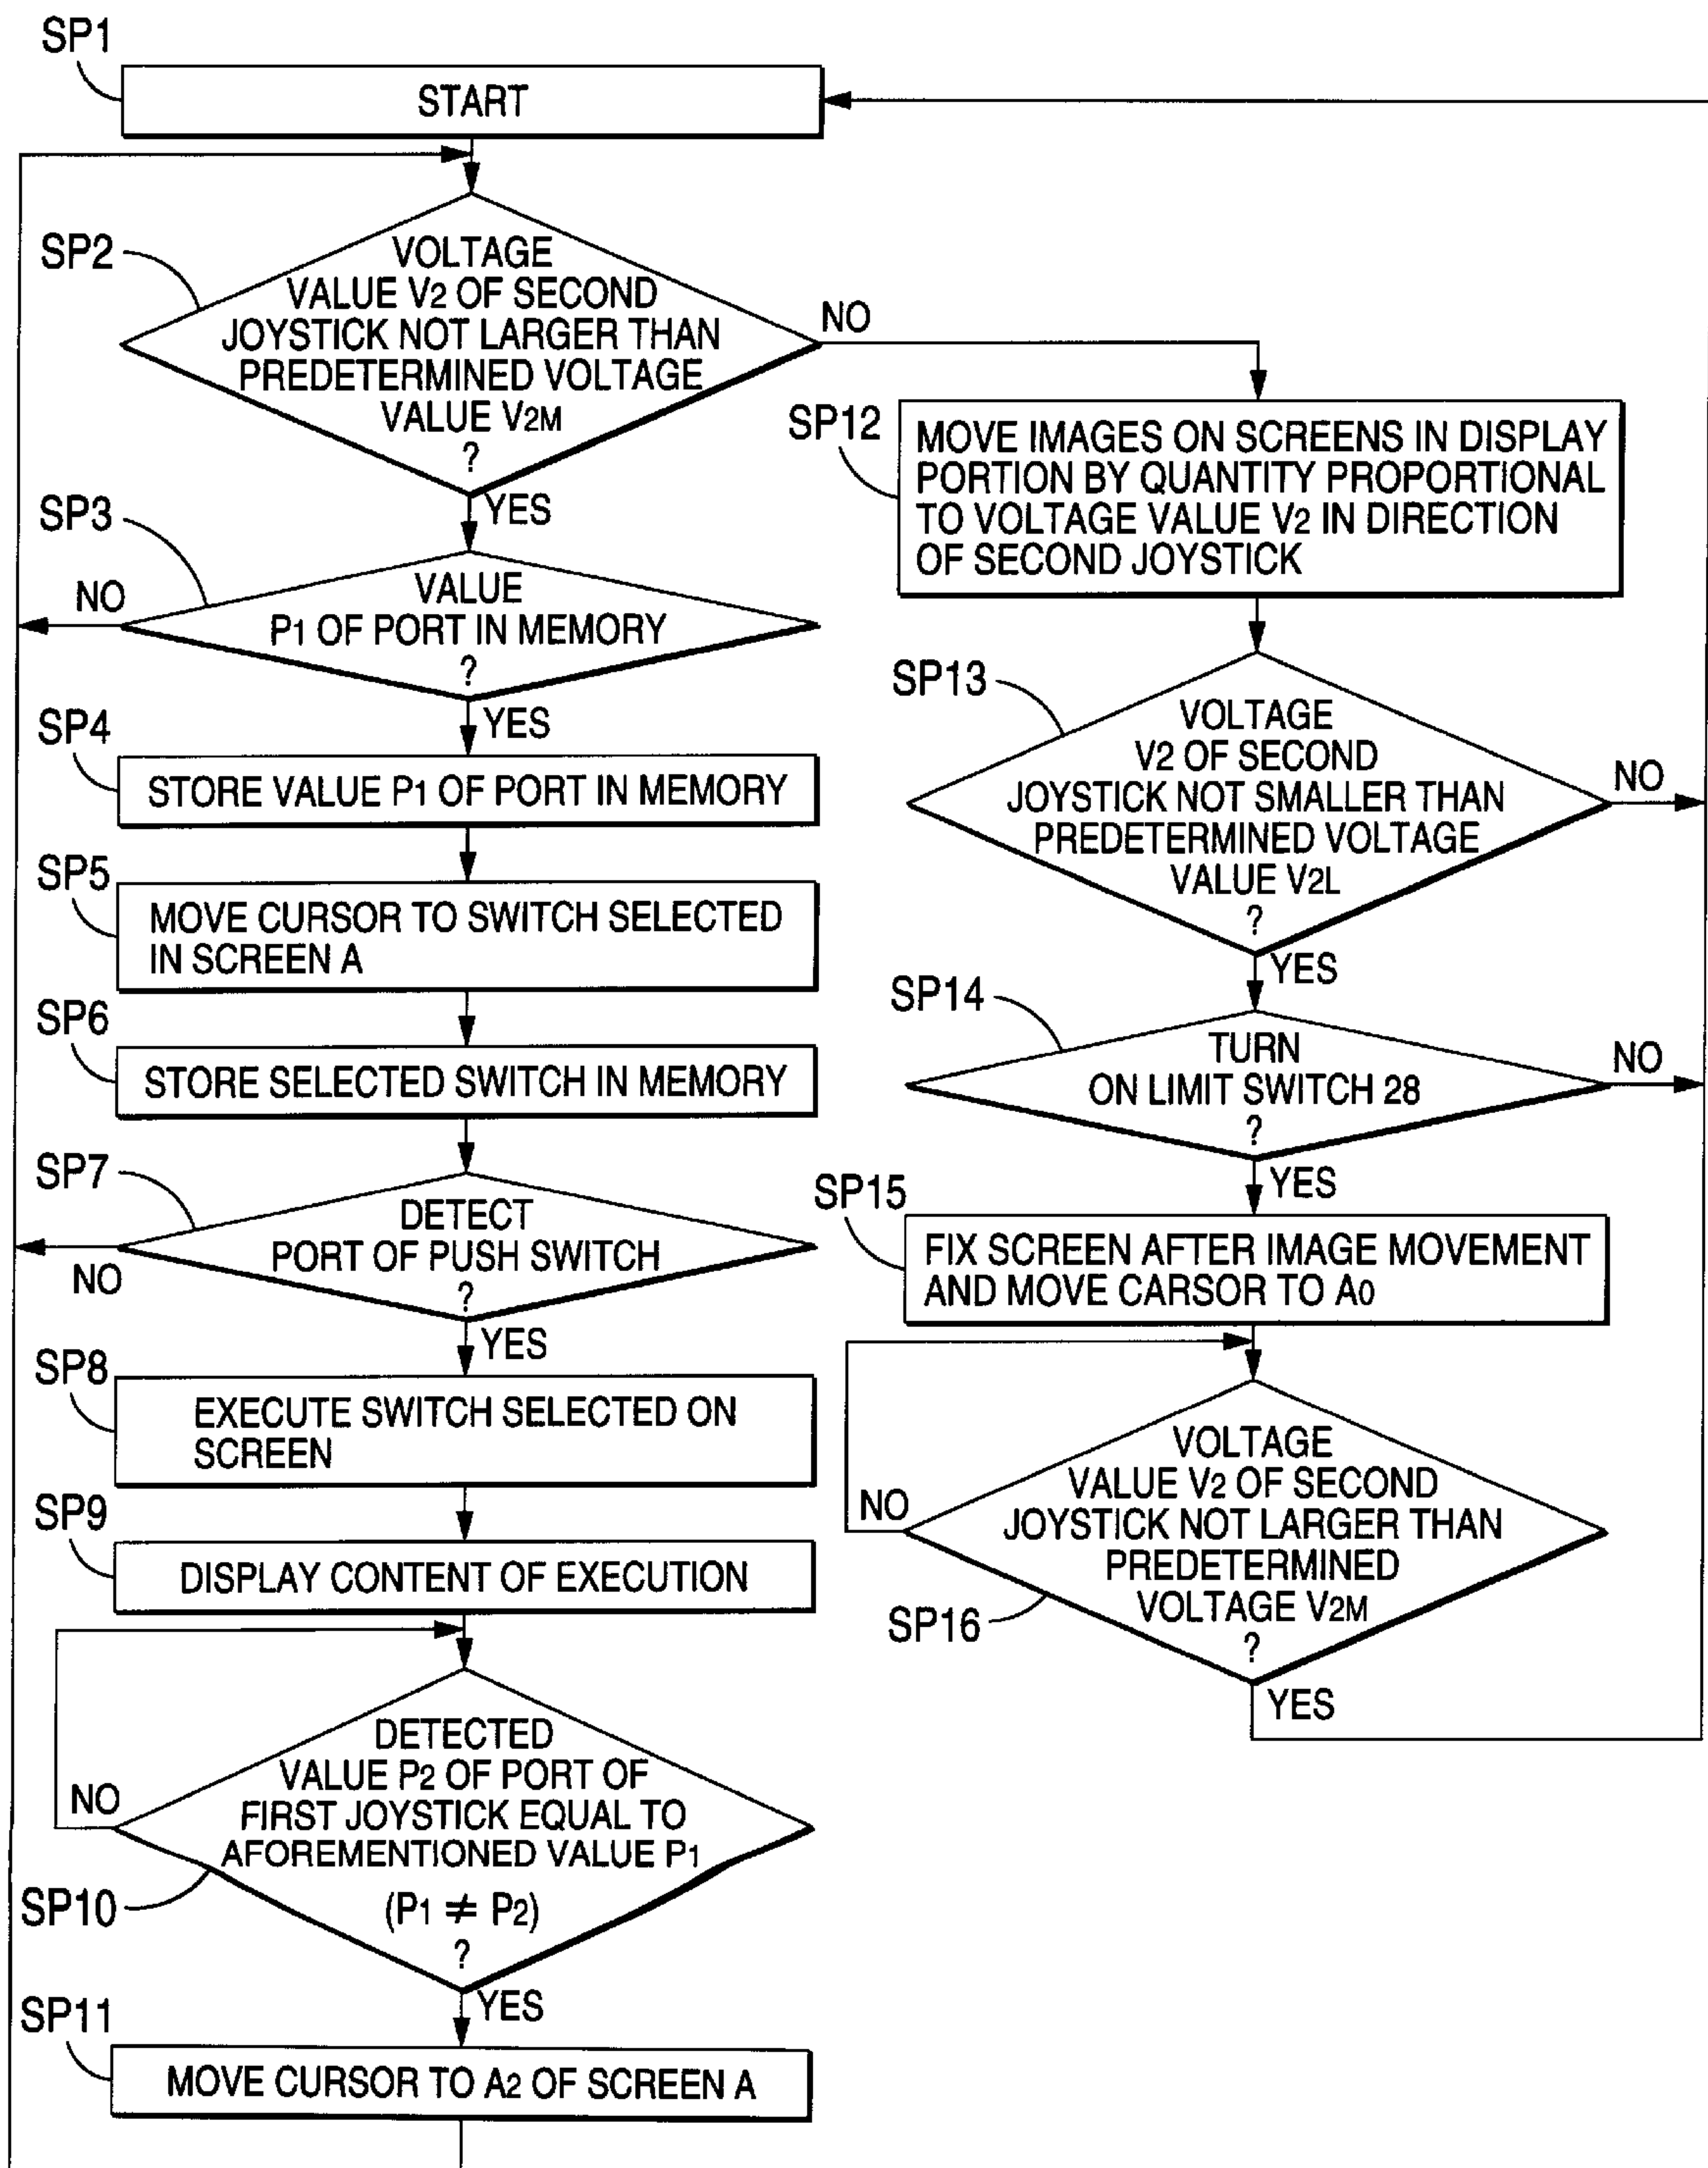 SP1
START
SP2
VOLTAGE
VALUE V2 OF SECOND
JOYSTICK NOT LARGER THAN
PREDETERMINED VOLTAGE
VALUE V2M
?
NO
YES
SP3
VALUE
P1 OF PORT IN MEMORY
?
NO
YES
SP4
STORE VALUE P1 OF PORT IN MEMORY
SP5
MOVE CURSOR TO SWITCH SELECTED
IN SCREEN A
SP6
STORE SELECTED SWITCH IN MEMORY
SP7
DETECT
PORT OF PUSH SWITCH
?
NO
YES
SP8
EXECUTE SWITCH SELECTED ON
SCREEN
SP9
DISPLAY CONTENT OF EXECUTION
SP10
DETECTED
VALUE P2 OF PORT OF
FIRST JOYSTICK EQUAL TO
AFOREMENTIONED VALUE P1
(P1 ≠ P2)
?
NO
YES
SP11
MOVE CURSOR TO A2 OF SCREEN A
SP12
MOVE IMAGES ON SCREENS IN DISPLAY
PORTION BY QUANTITY PROPORTIONAL
TO VOLTAGE VALUE V2 IN DIRECTION
OF SECOND JOYSTICK
SP13
VOLTAGE
V2 OF SECOND
JOYSTICK NOT SMALLER THAN
PREDETERMINED VOLTAGE
VALUE V2L
?
NO
YES
SP14
TURN
ON LIMIT SWITCH 28
?
NO
YES
SP15
FIX SCREEN AFTER IMAGE MOVEMENT
AND MOVE CARSOR TO A0
SP16
VOLTAGE
VALUE V2 OF SECOND
JOYSTICK NOT LARGER THAN
PREDETERMINED
VOLTAGE V2M
?
NO
YES